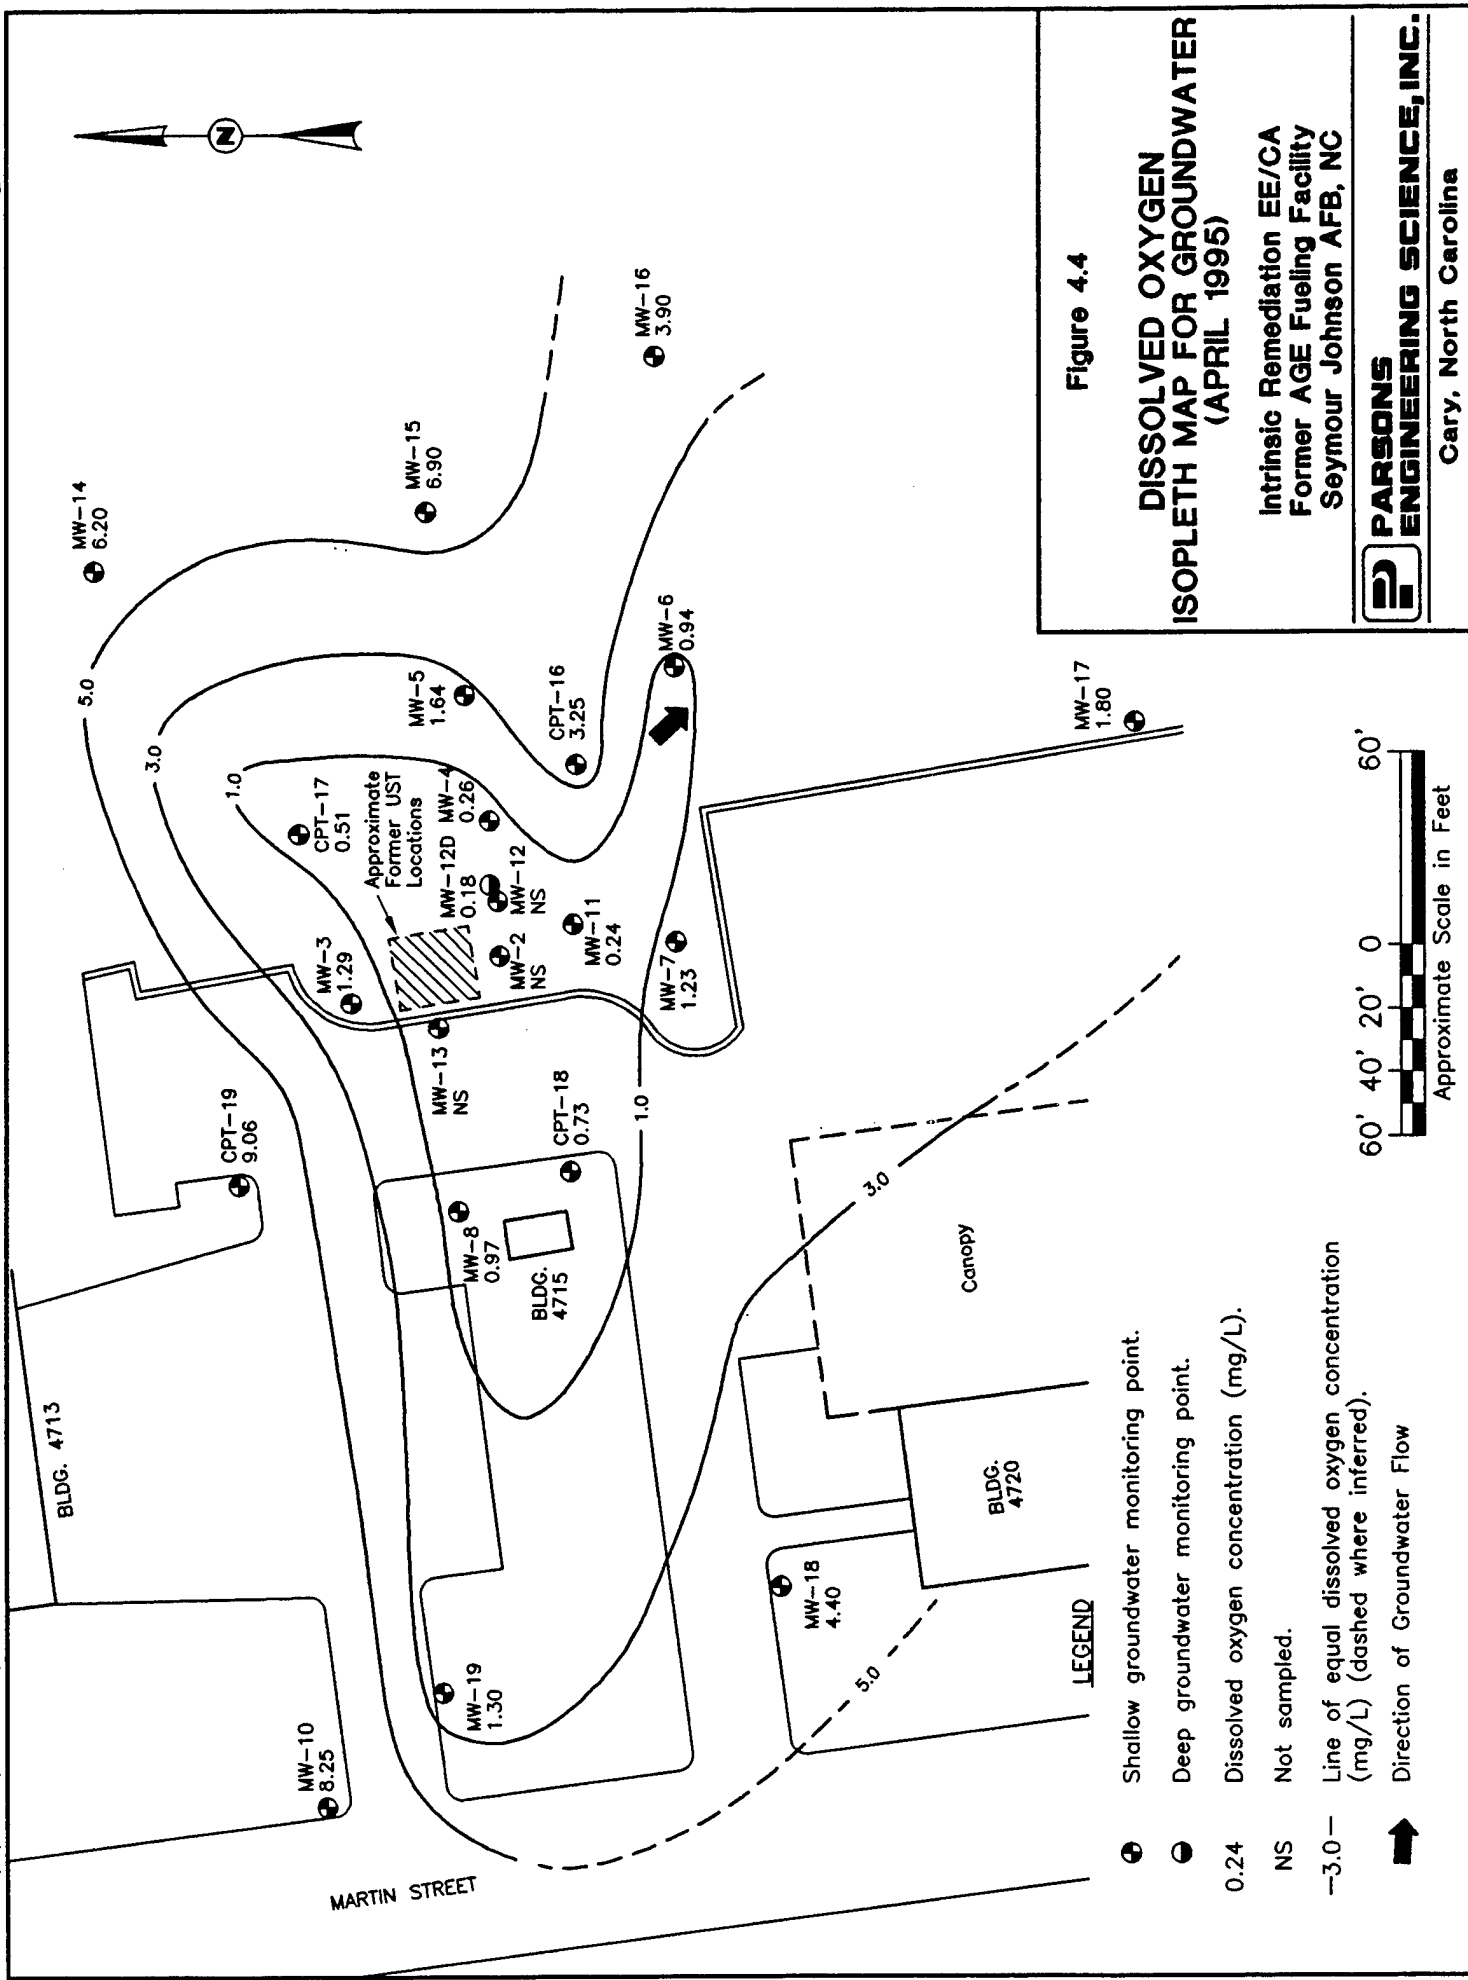 MW-14
6.20
MW-15
6.90
MW-16
3.90
N
5.0
3.0
1.0
CPT-17
0.51
MW-5
1.64
CPT-16
3.25
MW-6
0.94
Approximate
Former UST
Locations
MW-4
0.26
MW-12D
0.18
MW-12
NS
MW-2
NS
MW-11
0.24
MW-7
1.23
MW-3
1.29
MW-13
NS
CPT-19
9.06
CPT-18
0.73
MW-8
0.97
BLDG.
4715
1.0
3.0
MW-17
1.80
BLDG. 4713
MW-10
8.25
MW-19
1.30
MW-18
4.40
5.0
BLDG.
4720
Canopy
MARTIN STREET
LEGEND
Shallow groundwater monitoring point.
Deep groundwater monitoring point.
0.24 Dissolved oxygen concentration (mg/L).
NS Not sampled.
—3.0— Line of equal dissolved oxygen concentration
(mg/L) (dashed where inferred).
Direction of Groundwater Flow
60' 40' 20' 0 60'
Approximate Scale in Feet
Figure 4.4
DISSOLVED OXYGEN
ISOPLETH MAP FOR GROUNDWATER
(APRIL 1995)
Intrinsic Remediation EE/CA
Former AGE Fueling Facility
Seymour Johnson AFB, NC
PARSONS
ENGINEERING SCIENCE, INC.
Cary, North Carolina